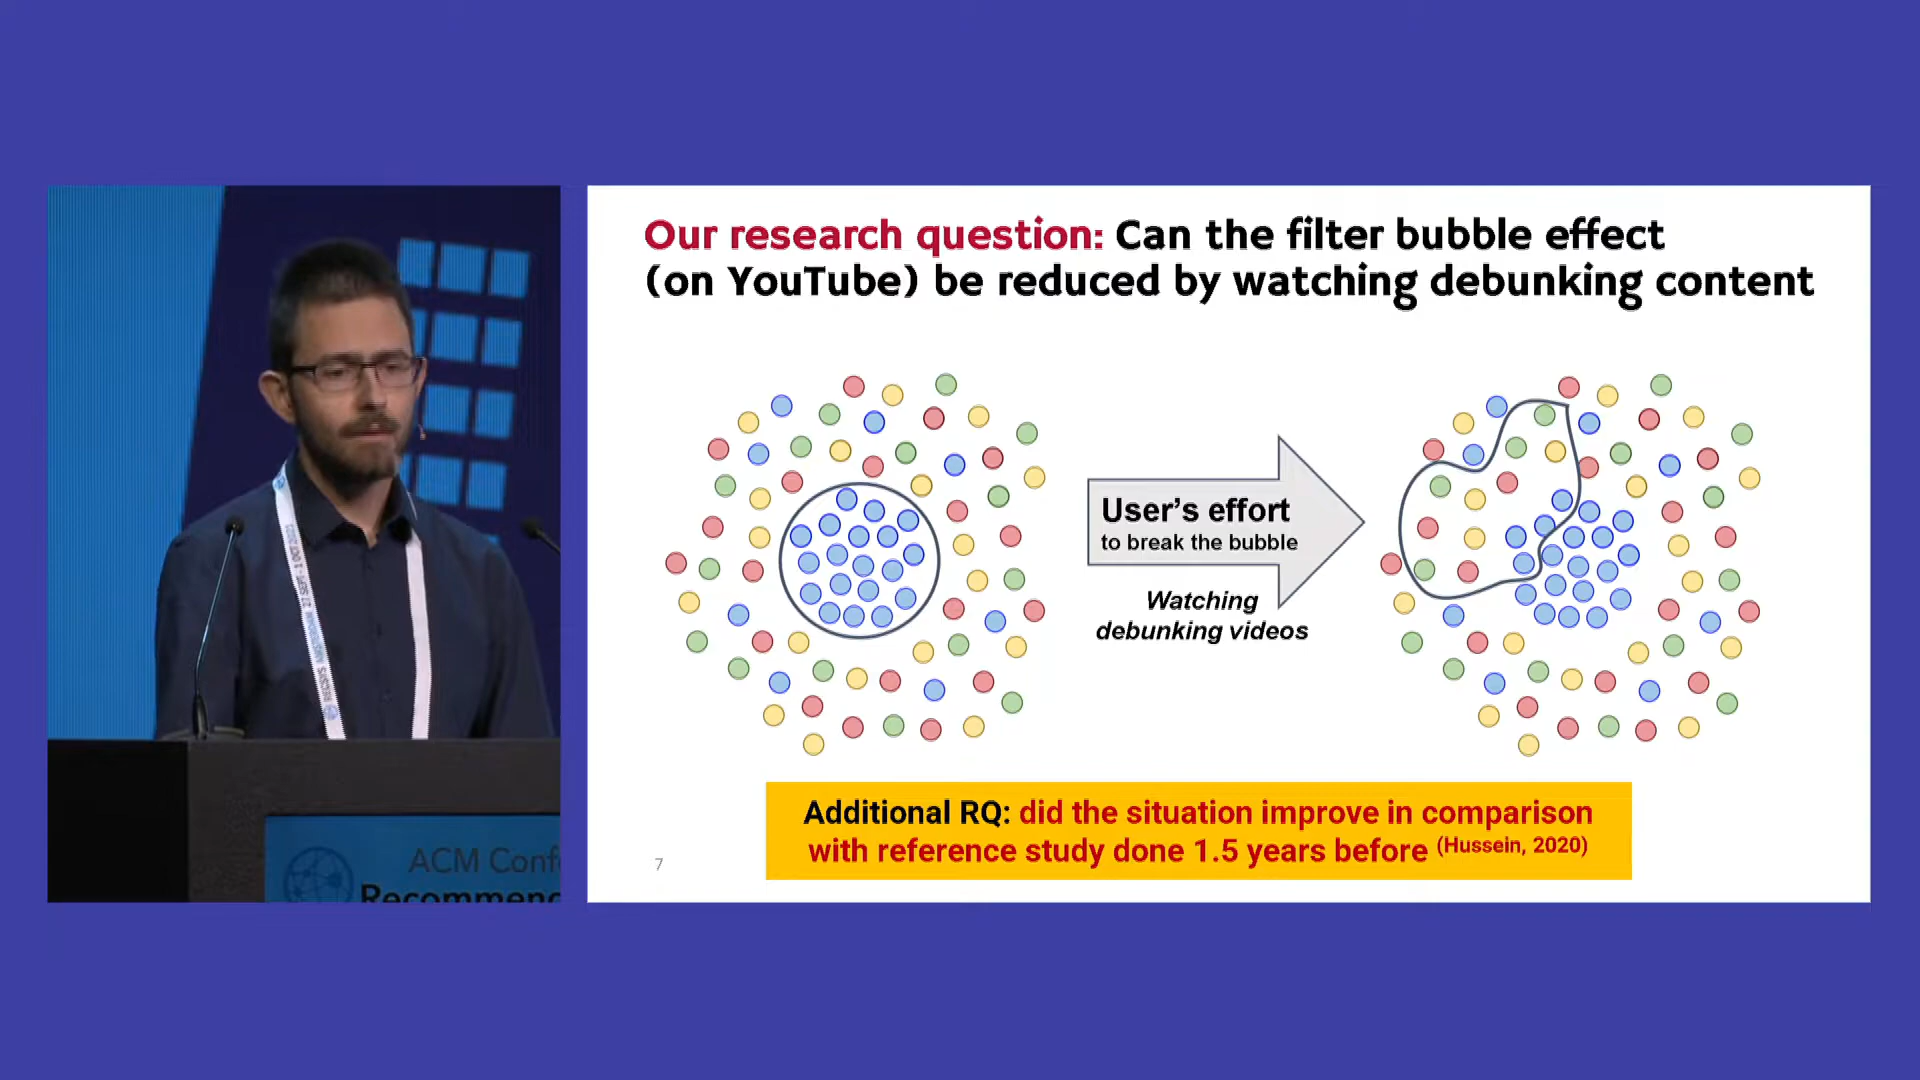 Our research question: Can the filter bubble effect
(on YouTube) be reduced by watching debunking content
User's effort
to break the bubble
Watching
debunking videos
Additional RQ: did the situation improve in comparison
with reference study done 1.5 years before (Hussein, 2020)
7
ACM Conf
Recommend